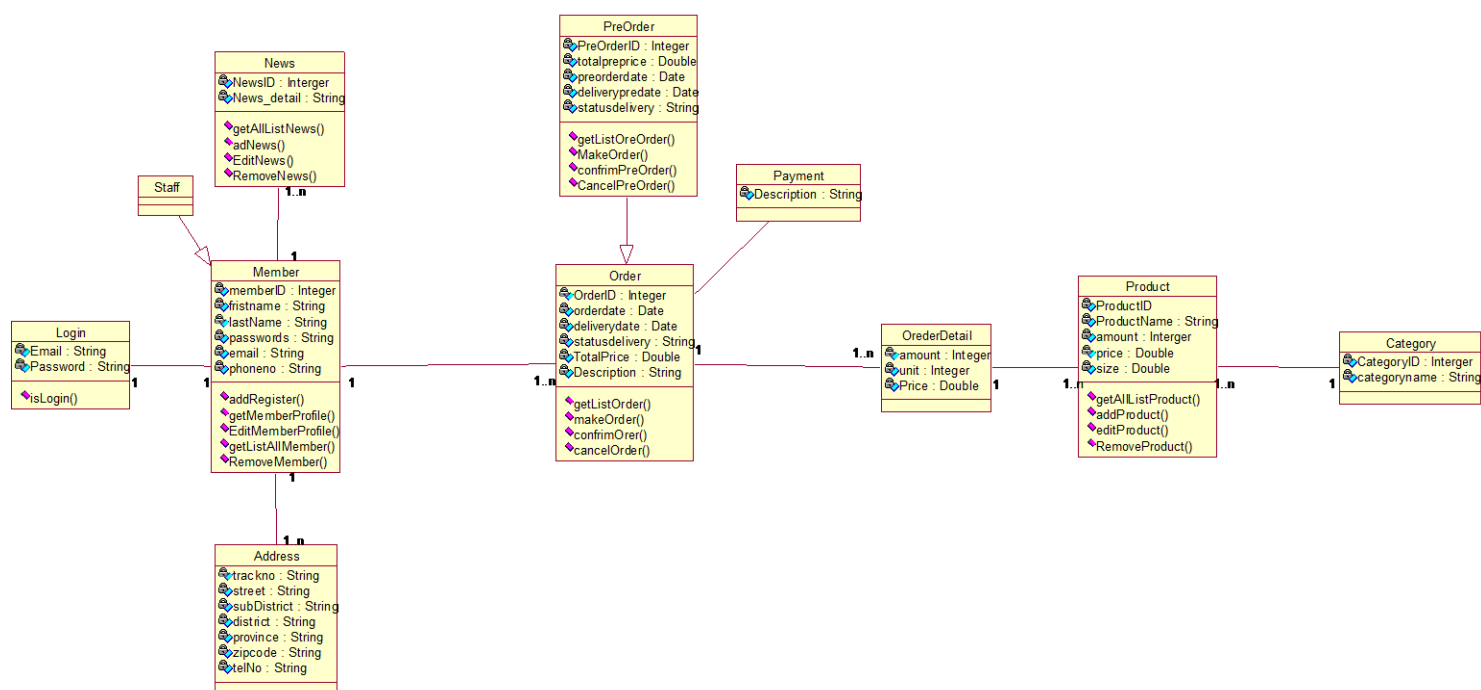 PreOrder
PreOrderID : Integer
totalpreprice : Double
preorderdate : Date
deliverypredate : Date
statusdelivery : String
getListOreOrder()
MakeOrder()
confrimPreOrder()
CancelPreOrder()
News
NewsID : Interger
News_detail : String
getAllListNews()
adNews()
EditNews()
RemoveNews()
1..n
Payment
Description : String
Staff
1
Member
memberID : Integer
fristname : String
lastName : String
passwords : String
email : String
phoneno : String
addRegister()
getMemberProfile()
EditMemberProfile()
getListAllMember()
RemoveMember()
Login
Email : String
Password : String
isLogin()
1
1
1
1..n
Order
OrderID : Integer
orderdate : Date
deliverydate : Date
statusdelivery : String
TotalPrice : Double
Description : String
getListOrder()
makeOrder()
confrimOrer()
cancelOrder()
1
1..n
OrederDetail
amount : Integer
unit : Integer
Price : Double
1
1..n
Product
ProductID
ProductName : String
amount : Interger
price : Double
size : Double
getAllListProduct()
addProduct()
editProduct()
RemoveProduct()
1..n
1
Category
CategoryID : Interger
categoryname : String
1
1..n
Address
trackno : String
street : String
subDistrict : String
district : String
province : String
zipcode : String
telNo : String